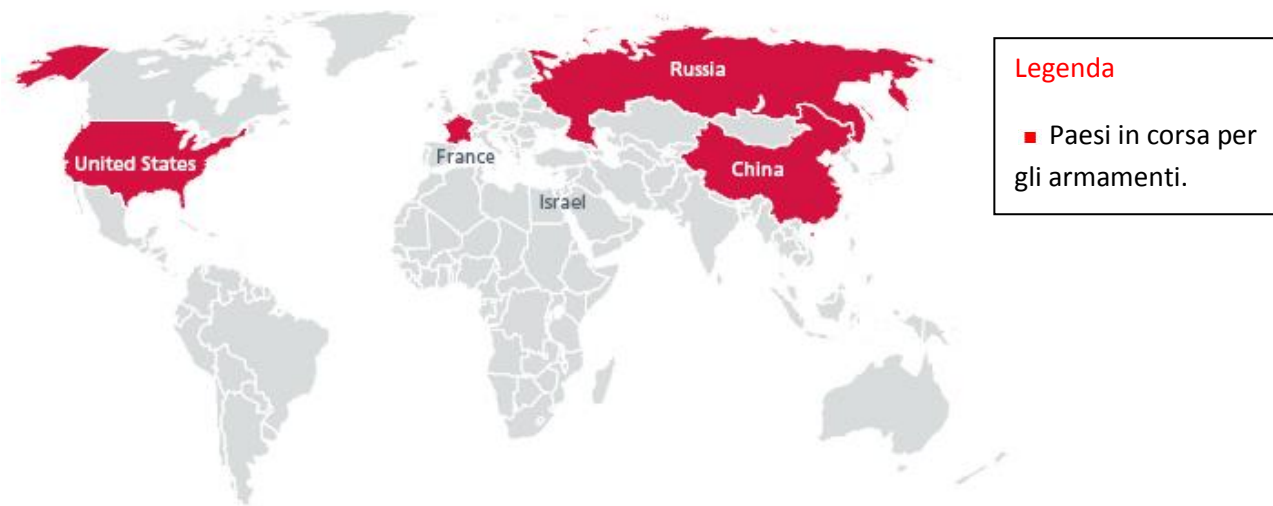 Russia
United States
France
China
Israel
Legenda
Paesi in corsa per
gli armamenti.